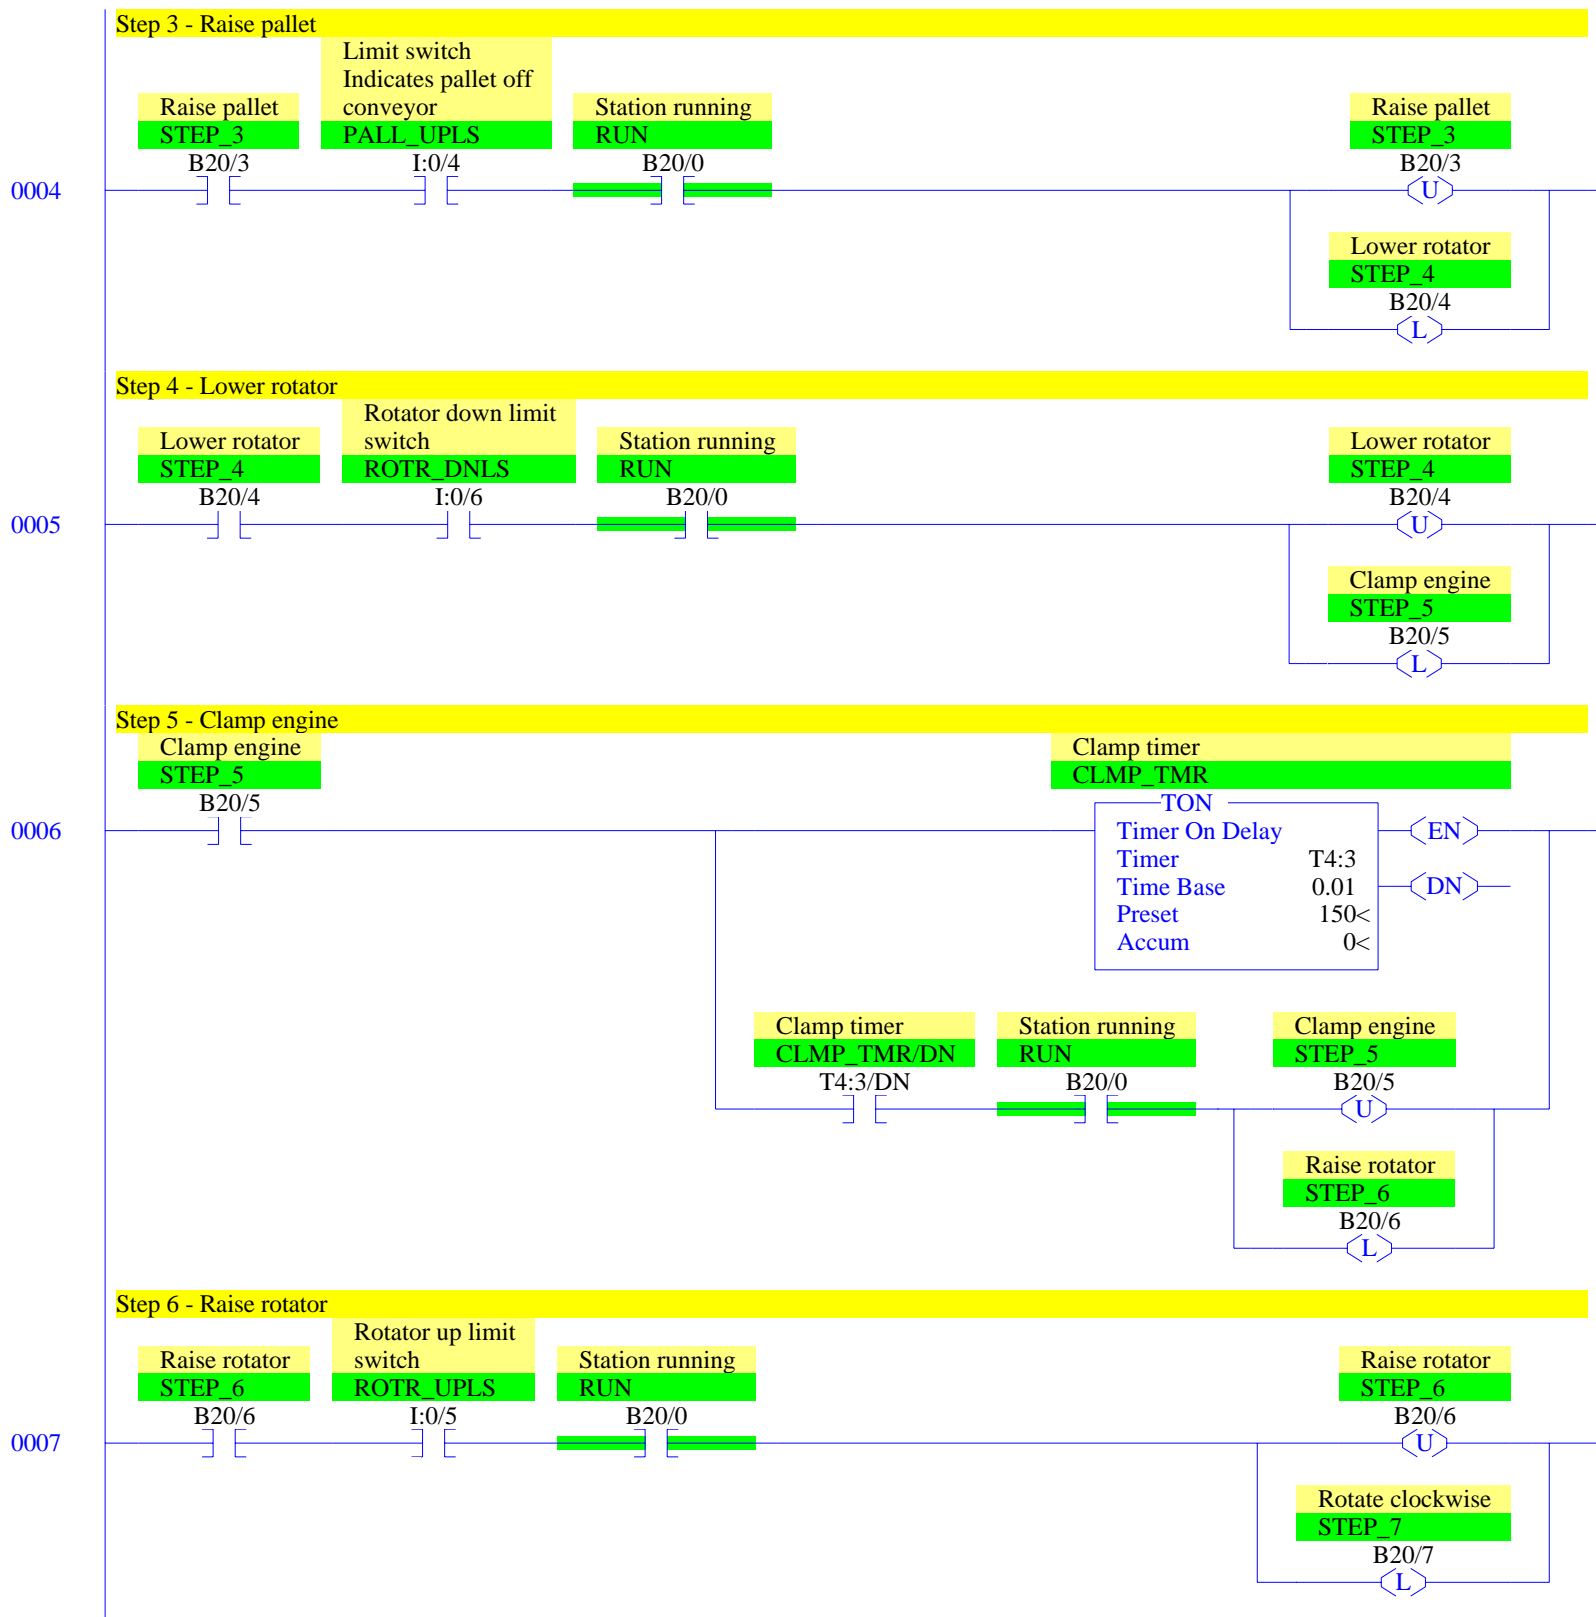 Step 3 - Raise pallet
Limit switch
Indicates pallet off
conveyor
PALL_UPLS
I:0/4
Raise pallet
STEP_3
B20/3
Station running
RUN
B20/0
Raise pallet
STEP_3
B20/3
0004
U
Lower rotator
STEP_4
B20/4
L
Step 4 - Lower rotator
Lower rotator
STEP_4
B20/4
Rotator down limit
switch
ROTR_DNLS
I:0/6
Station running
RUN
B20/0
Lower rotator
STEP_4
B20/4
0005
U
Clamp engine
STEP_5
B20/5
L
Step 5 - Clamp engine
Clamp engine
STEP_5
B20/5
0006
Clamp timer
CLMP_TMR
TON
Timer On Delay
Timer T4:3
Time Base 0.01
Preset 150<
Accum 0<
EN
DN
Clamp timer
CLMP_TMR/DN
T4:3/DN
Station running
RUN
B20/0
Clamp engine
STEP_5
B20/5
U
Raise rotator
STEP_6
B20/6
L
Step 6 - Raise rotator
Raise rotator
STEP_6
B20/6
Rotator up limit
switch
ROTR_UPLS
I:0/5
Station running
RUN
B20/0
Raise rotator
STEP_6
B20/6
0007
U
Rotate clockwise
STEP_7
B20/7
L